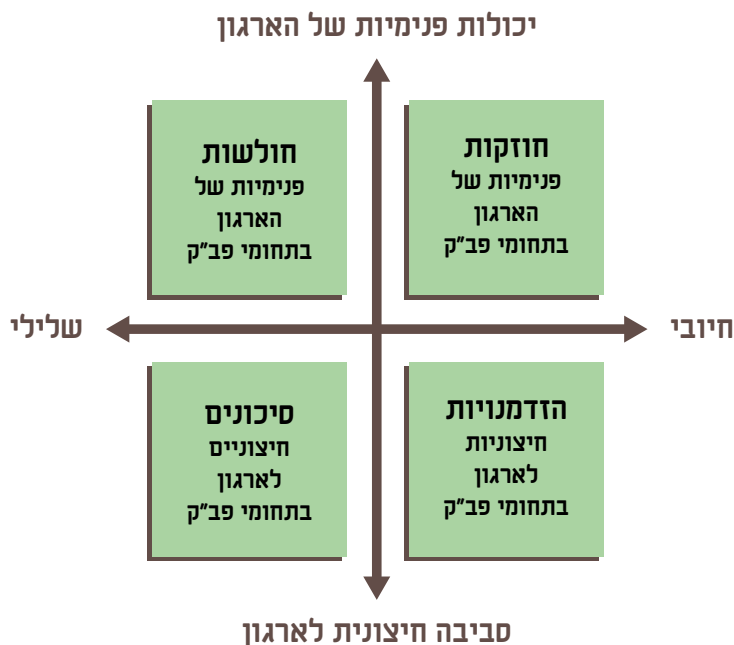 יכולות פנימיות של הארגון
חוזקות
פנימיות של
הארגון
בתחומי פב"ק
חולשות
פנימיות של
הארגון
בתחומי פב"ק
חיובי
שלילי
הזדמנויות
חיצוניות
לארגון
בתחומי פב"ק
סיכונים
חיצוניים
לארגון
בתחומי פב"ק
סביבה חיצונית לארגון